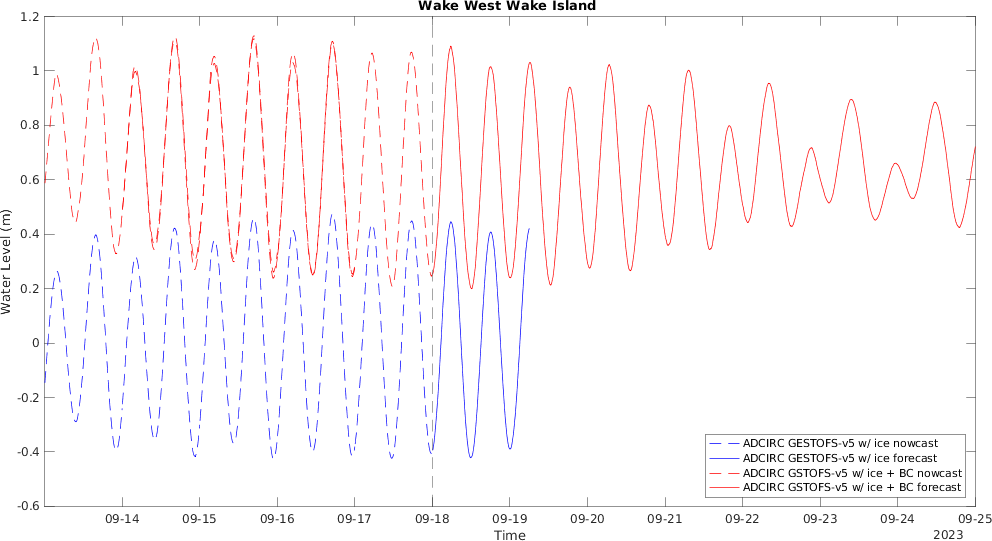 Wake West Wake Island
Water Level (m)
1.2
1
0.8
0.6
0.4
0.2
0
-0.2
-0.4
-0.6
ADCIRC GESTOFS-v5 w/ ice nowcast
ADCIRC GESTOFS-v5 w/ ice forecast
ADCIRC GSTOFS-v5 w/ ice + BC nowcast
ADCIRC GSTOFS-v5 w/ ice + BC forecast
09-14 09-15 09-16 09-17 09-18 09-19 09-20 09-21 09-22 09-23 09-24 09-25
Time
2023